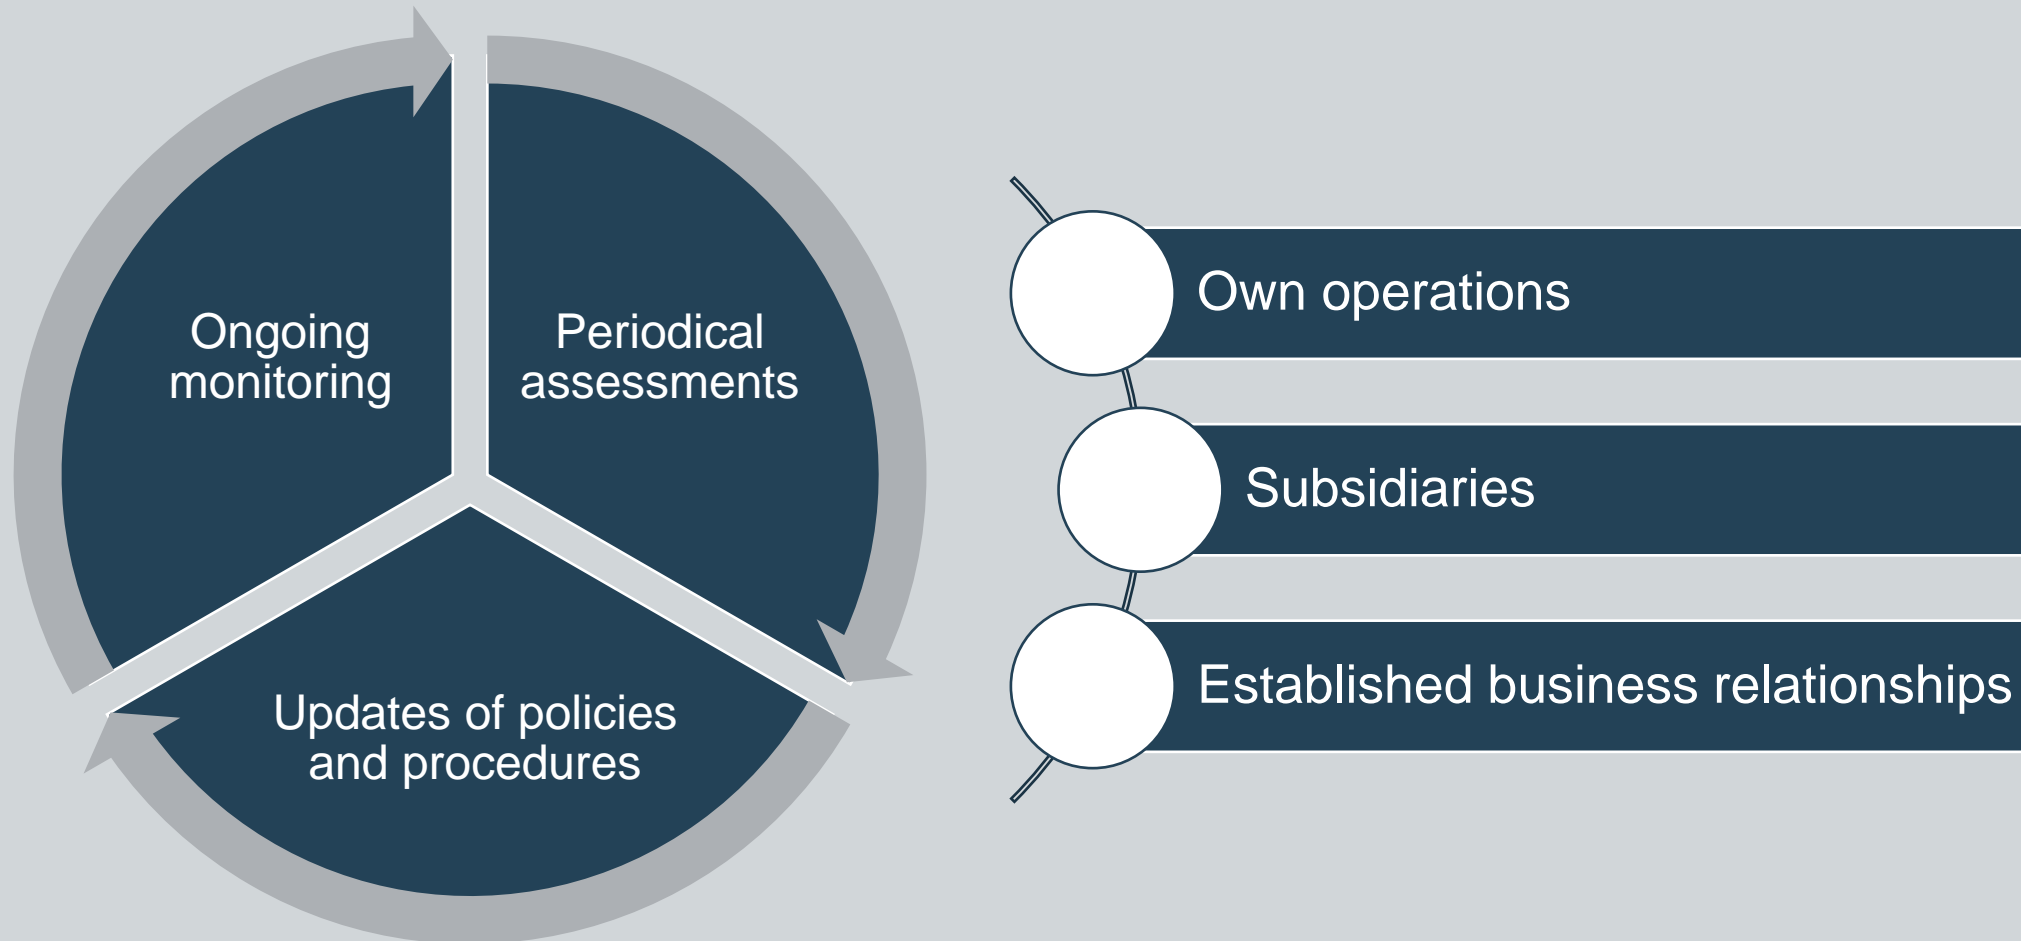 Ongoing
monitoring
Periodical
assessments
Updates of policies
and procedures
Own operations
Subsidiaries
Established business relationships